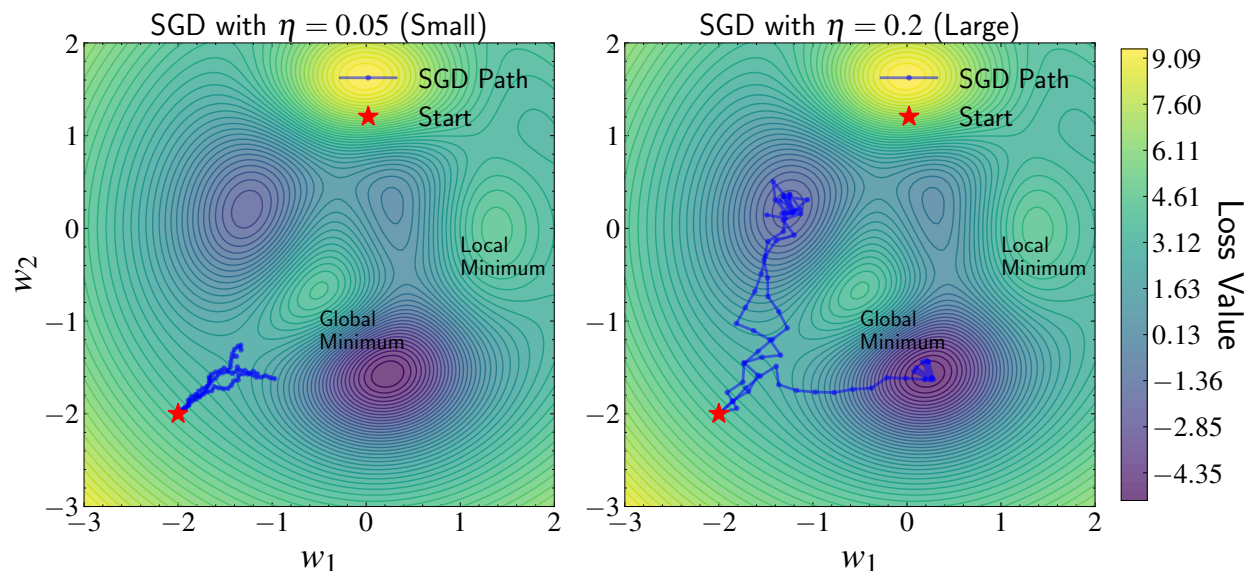 SGD with η = 0.05 (Small)
SGD Path
Start
Local
Minimum
Global
Minimum
2
1
0
−1
−2
−3
w₂
−3 −2 −1 0 1 2
w₁
SGD with η = 0.2 (Large)
SGD Path
Start
Local
Minimum
Global
Minimum
2
1
0
−1
−2
−3
−3 −2 −1 0 1 2
w₁
9.09
7.60
6.11
4.61
3.12
1.63
0.13
−1.36
−2.85
−4.35
Loss Value